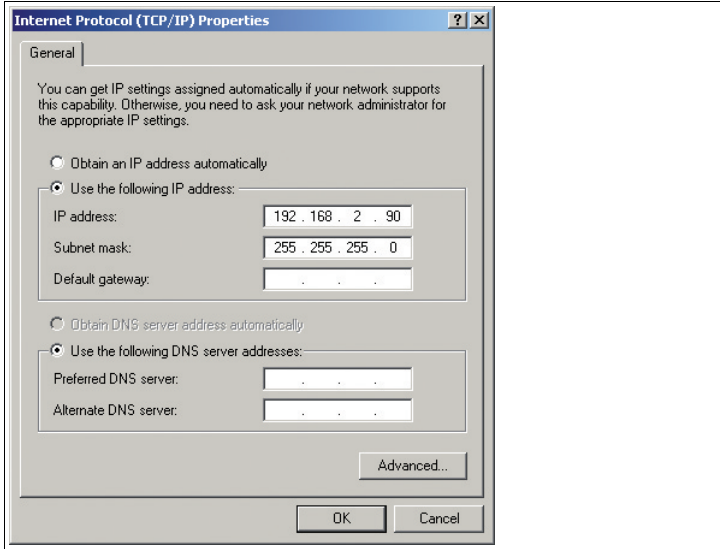 Internet Protocol (TCP/IP) Properties
General
You can get IP settings assigned automatically if your network supports
this capability. Otherwise, you need to ask your network administrator for
the appropriate IP settings.
Obtain an IP address automatically
Use the following IP address:
IP address: 192 . 168 . 2 . 90
Subnet mask: 255 . 255 . 255 . 0
Default gateway: . . .
Obtain DNS server address automatically
Use the following DNS server addresses:
Preferred DNS server: . . .
Alternate DNS server: . . .
Advanced...
OK Cancel